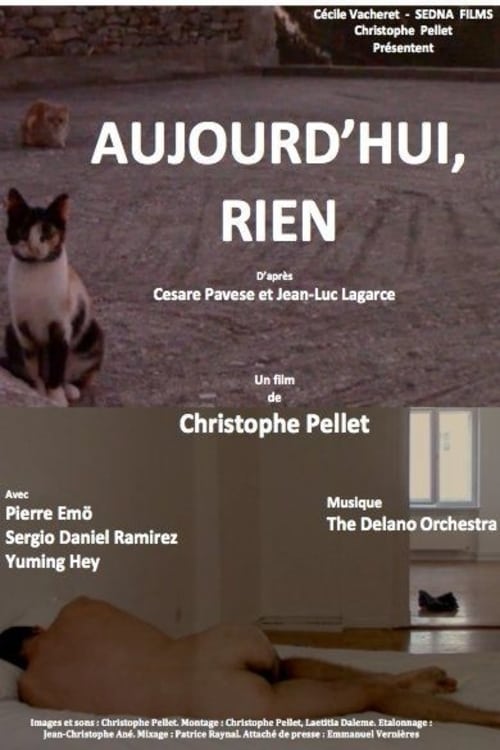 Cécile Vacheret - SEDNA FILMS
Christophe Pellet
Présentent
AUJOURD'HUI,
RIEN
D'après
Cesare Pavese et Jean-Luc Lagarce
Un film
de
Christophe Pellet
Avec
Pierre Emö
Sergio Daniel Ramirez
Yuming Hey
Musique
The Delano Orchestra
Images et sons : Christophe Pellet. Montage : Christophe Pellet, Laetitia Daleme. Etalonnage :
Jean-Christophe Ané. Mixage : Patrice Raynal. Attaché de presse : Emmanuel Vernières